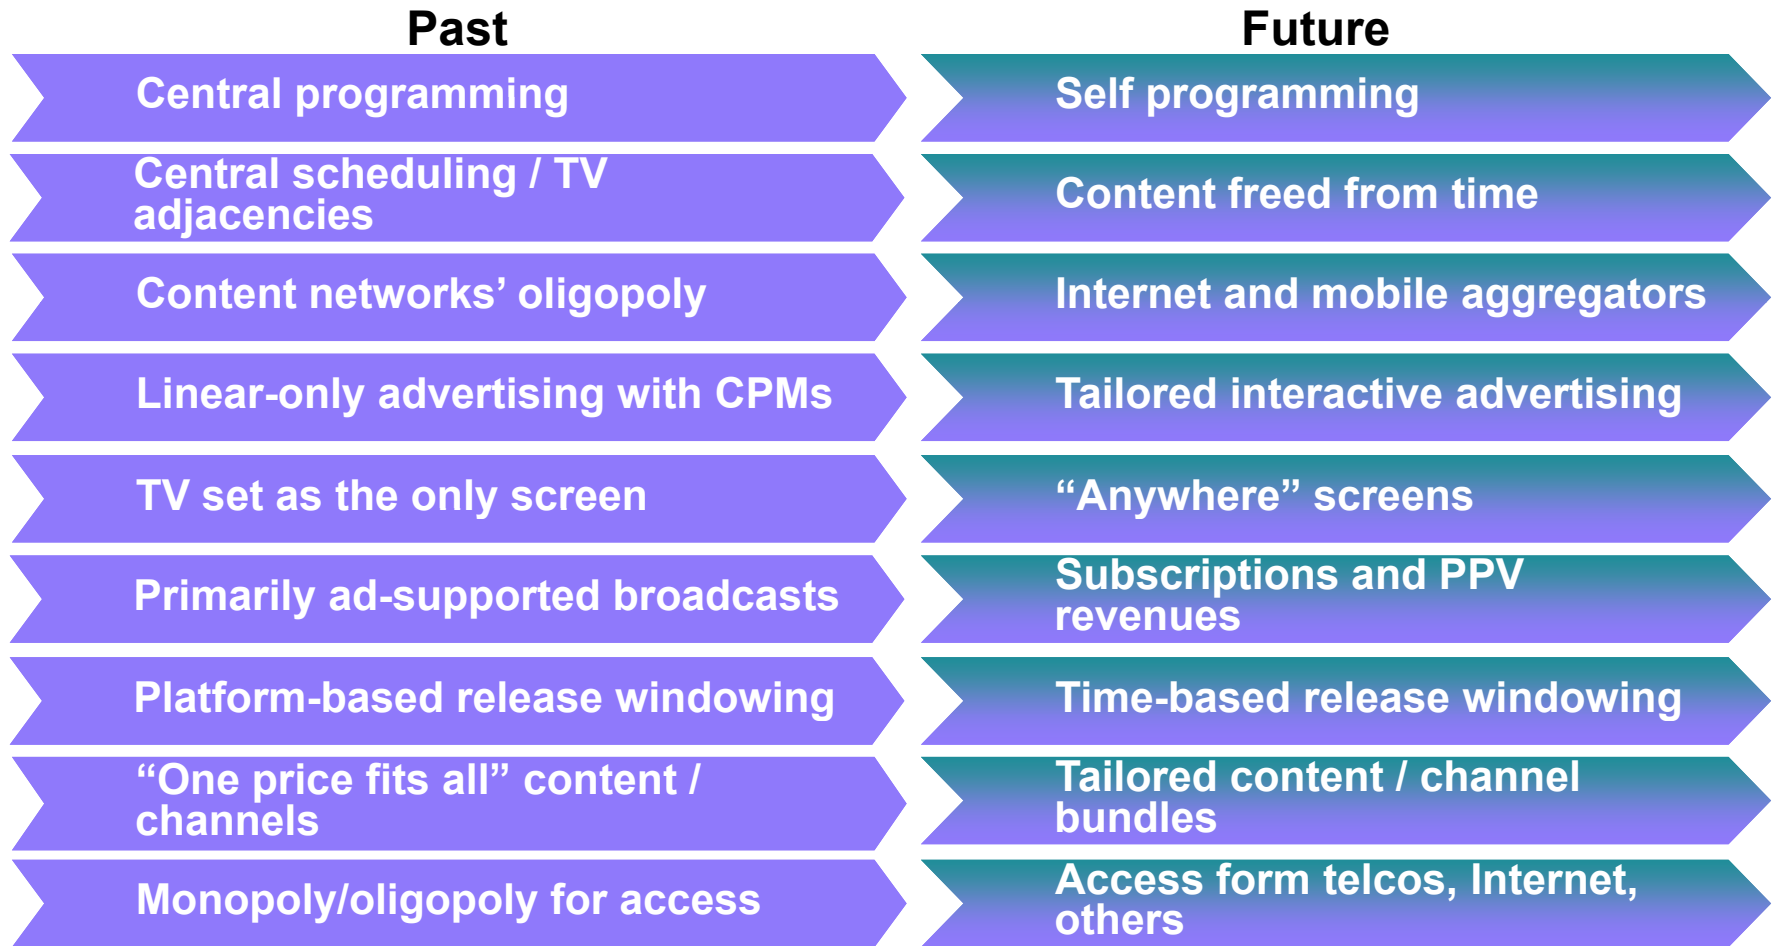 Past
Future
Central programming
Self programming
Central scheduling / TV
adjacencies
Content freed from time
Content networks’ oligopoly
Internet and mobile aggregators
Linear-only advertising with CPMs
Tailored interactive advertising
TV set as the only screen
“Anywhere” screens
Primarily ad-supported broadcasts
Subscriptions and PPV
revenues
Platform-based release windowing
Time-based release windowing
“One price fits all” content /
channels
Tailored content / channel
bundles
Monopoly/oligopoly for access
Access form telcos, Internet,
others